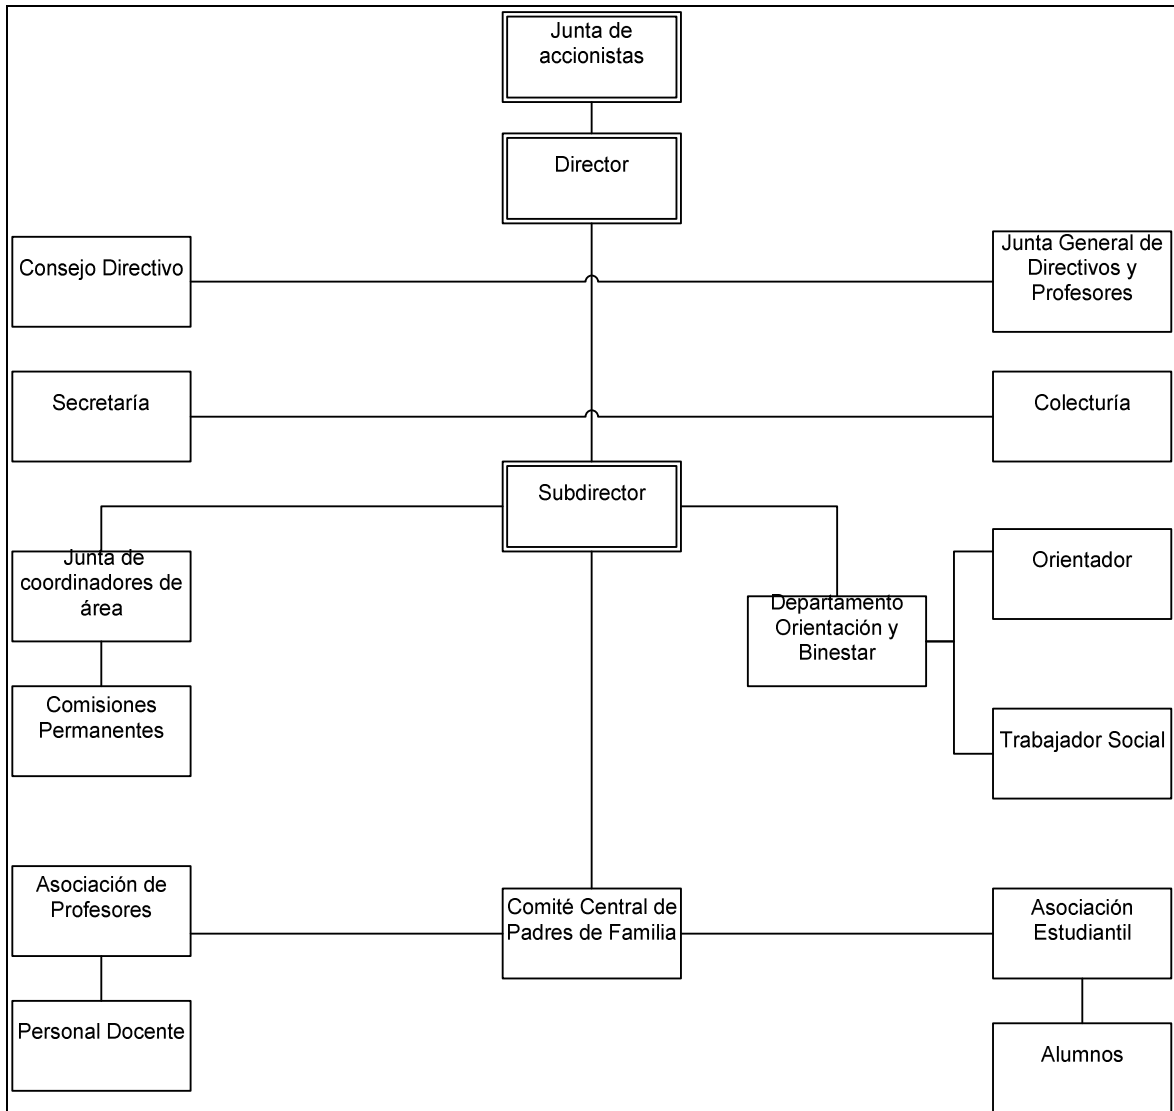 Junta de
accionistas
Director
Consejo Directivo
Junta General de
Directivos y
Profesores
Secretaría
Colecturía
Subdirector
Junta de
coordinadores de
área
Orientador
Departamento
Orientación y
Binestar
Comisiones
Permanentes
Trabajador Social
Asociación de
Profesores
Comité Central de
Padres de Familia
Asociación
Estudiantil
Personal Docente
Alumnos